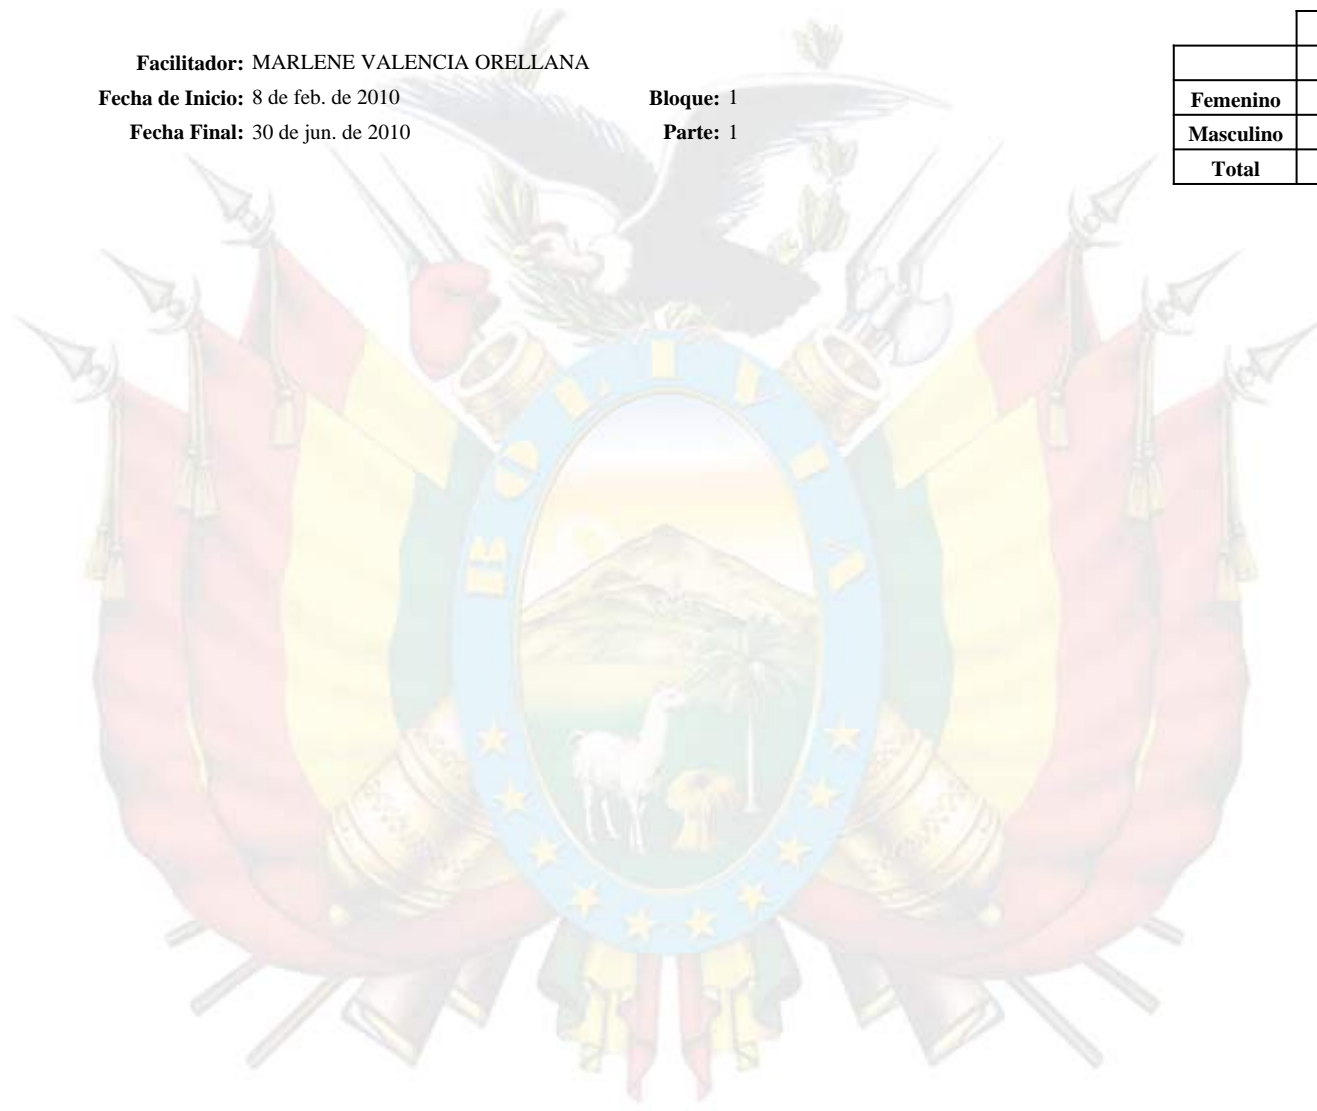 Facilitador: MARLENE VALENCIA ORELLANA
Fecha de Inicio: 8 de feb. de 2010 Bloque: 1
Fecha Final: 30 de jun. de 2010 Parte: 1
Femenino
Masculino
Total
BOLIVIA